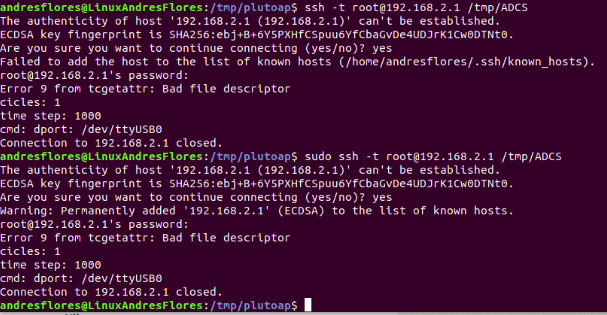 andresflores@LinuxAndresFlores:/tmp/plutoap$ ssh -t root@192.168.2.1 /tmp/ADCS
The authenticity of host '192.168.2.1 (192.168.2.1)' can't be established.
ECDSA key fingerprint is SHA256:ebj+B+6Y5PXHfCSpuu6YfCbaGvDe4UDJrK1Cw0DTNt0.
Are you sure you want to continue connecting (yes/no)? yes
Failed to add the host to the list of known hosts (/home/andresflores/.ssh/known_hosts).
root@192.168.2.1's password:
Error 9 from tcgetattr: Bad file descriptor
cicles: 1
time step: 1000
cmd: dport: /dev/ttyUSB0
Connection to 192.168.2.1 closed.
andresflores@LinuxAndresFlores:/tmp/plutoap$ sudo ssh -t root@192.168.2.1 /tmp/ADCS
The authenticity of host '192.168.2.1 (192.168.2.1)' can't be established.
ECDSA key fingerprint is SHA256:ebj+B+6Y5PXHfCSpuu6YfCbaGvDe4UDJrK1Cw0DTNt0.
Are you sure you want to continue connecting (yes/no)? yes
Warning: Permanently added '192.168.2.1' (ECDSA) to the list of known hosts.
root@192.168.2.1's password:
Error 9 from tcgetattr: Bad file descriptor
cicles: 1
time step: 1000
cmd: dport: /dev/ttyUSB0
Connection to 192.168.2.1 closed.
andresflores@LinuxAndresFlores:/tmp/plutoap$